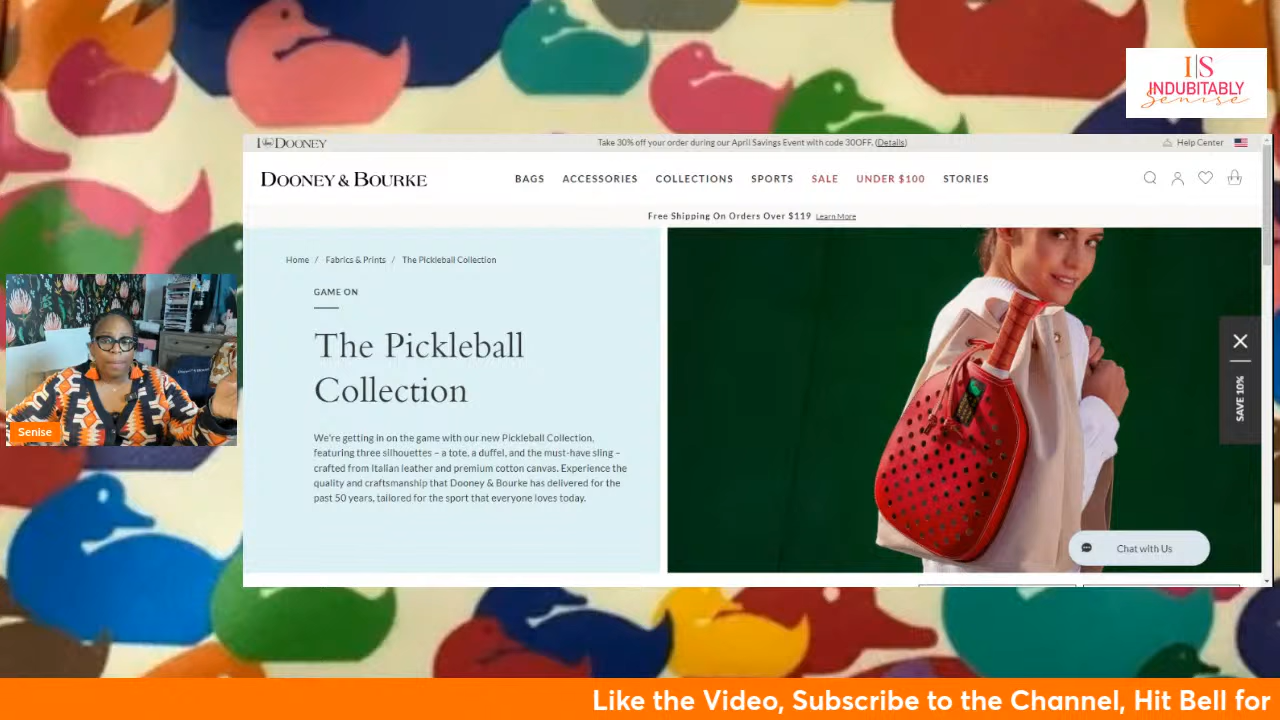 I
S
INDUBITABLY
Senise
DOONEY
Take 30% off your order during our April Savings Event with code 30OFF. (Details)
Help Center
DOONEY & BOURKE
BAGS ACCESSORIES COLLECTIONS SPORTS SALE UNDER $100 STORIES
Free Shipping On Orders Over $119 Learn More
Home / Fabrics & Prints / The Pickleball Collection
GAME ON
The Pickleball
Collection
We're getting in on the game with our new Pickleball Collection,
featuring three silhouettes – a tote, a duffel, and the must-have sling –
crafted from Italian leather and premium cotton canvas. Experience the
quality and craftsmanship that Dooney & Bourke has delivered for the
past 50 years, tailored for the sport that everyone loves today.
SAVE 10%
Chat with Us
Senise
Like the Video, Subscribe to the Channel, Hit Bell for